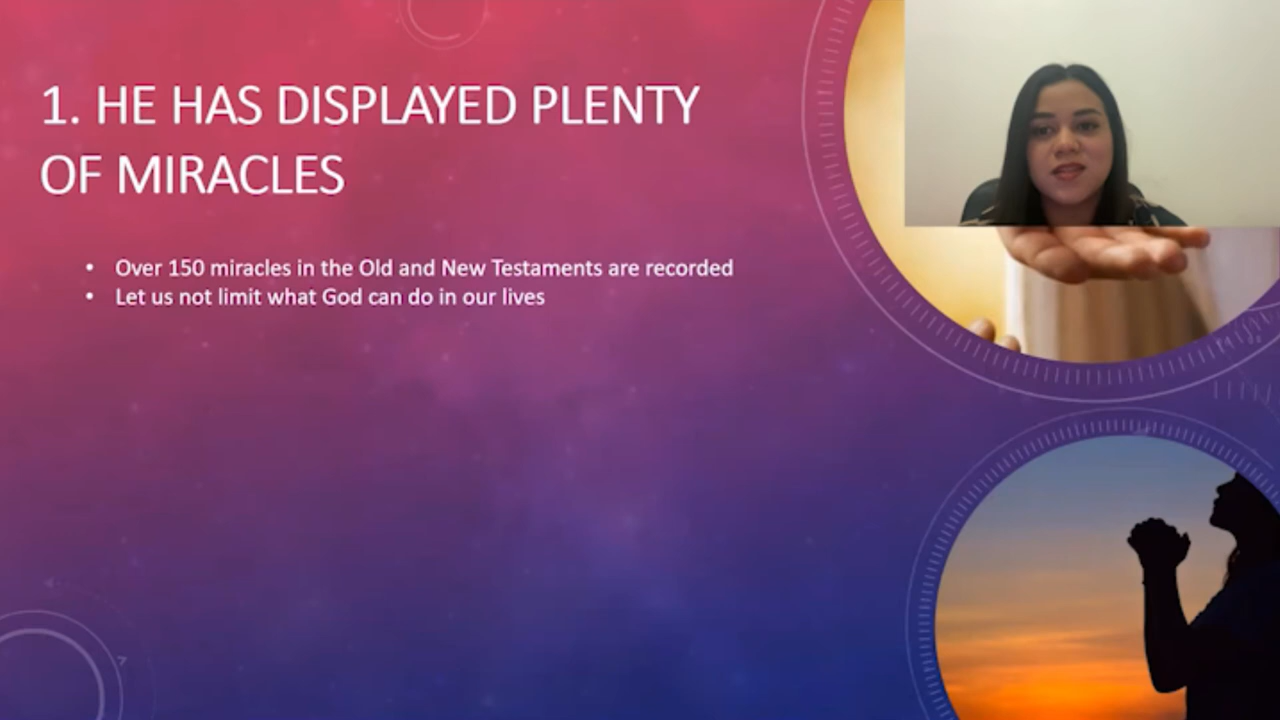 1. HE HAS DISPLAYED PLENTY
OF MIRACLES
• Over 150 miracles in the Old and New Testaments are recorded
• Let us not limit what God can do in our lives